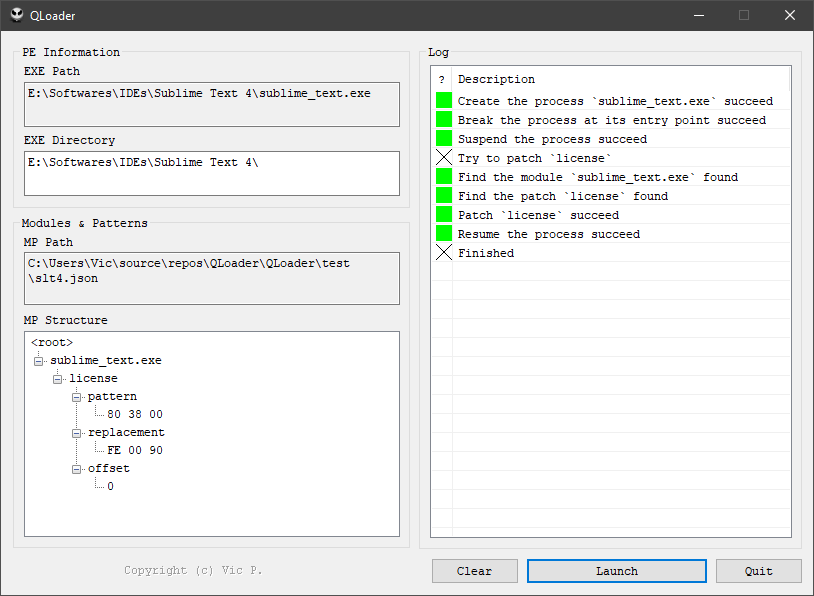 QLoader
PE Information
EXE Path
E:\Softwares\IDEs\Sublime Text 4\sublime_text.exe
EXE Directory
E:\Softwares\IDEs\Sublime Text 4\
Modules & Patterns
MP Path
C:\Users\Vic\source\repos\QLoader\QLoader\test
\slt4.json
MP Structure
<root>
sublime_text.exe
license
pattern
80 38 00
replacement
FE 00 90
offset
0
Copyright (c) Vic P.
Log
? Description
Create the process `sublime_text.exe` succeed
Break the process at its entry point succeed
Suspend the process succeed
Try to patch `license`
Find the module `sublime_text.exe` found
Find the patch `license` found
Patch `license` succeed
Resume the process succeed
Finished
Clear
Launch
Quit